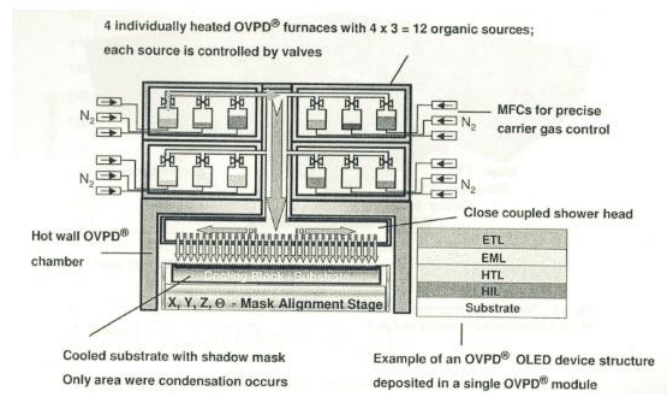 4 individually heated OVPD® furnaces with 4 x 3 = 12 organic sources;
each source is controlled by valves
N2
N2
N2
N2
MFCs for precise
carrier gas control
Close coupled shower head
Hot wall OVPD®
chamber
ETL
EML
HTL
HIL
Substrate
Cooling Block / Substrate
X, Y, Z, Θ - Mask Alignment Stage
Cooled substrate with shadow mask
Only area were condensation occurs
Example of an OVPD® OLED device structure
deposited in a single OVPD® module